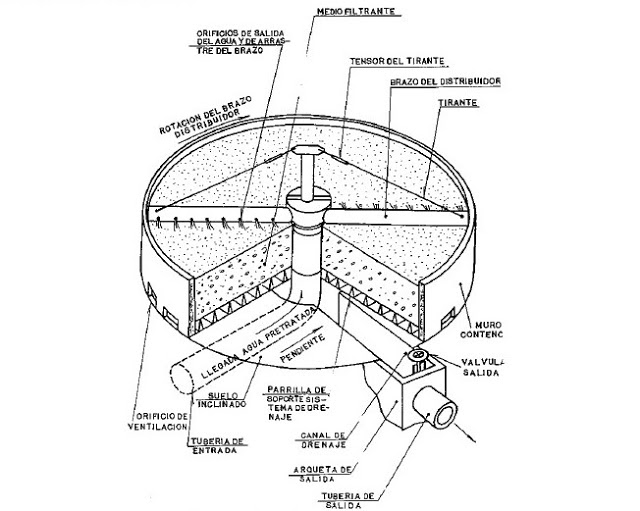 MEDIO FILTRANTE
ORIFICIOS DE SALIDA
DEL AGUA Y DE ARRAS-
TRE DEL BRAZO
TENSOR DEL TIRANTE
BRAZO DEL DISTRIBUIDOR
TIRANTE
ROTACION DEL BRAZO
DISTRIBUIDOR
LLEGADA AGUA PRETRATADA
PENDIENTE
MURO
CONTENC
VALVULA
SALIDA
SUELO
INCLINADO
PARRILLA DE
SOPORTE SIS-
TEMA DE DRE-
NAJE
ORIFICIO DE
VENTILACION
TUBERIA DE
ENTRADA
CANAL DE
DRENAJE
ARQUETA DE
SALIDA
TUBERIA DE
SALIDA